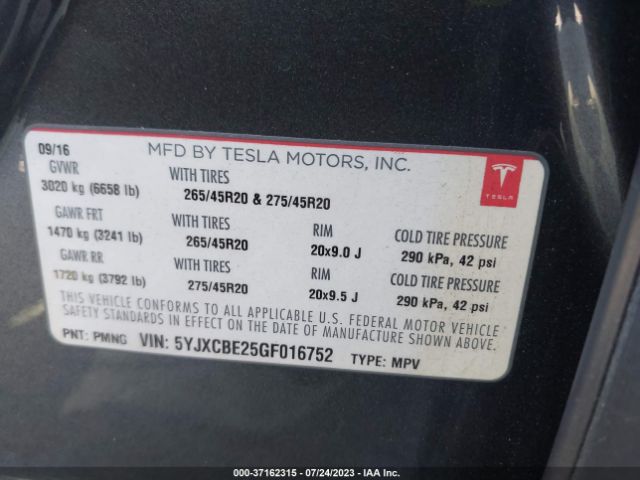 09/16 MFD BY TESLA MOTORS, INC.
GVWR WITH TIRES
3020 kg (6658 lb) 265/45R20 & 275/45R20
TESLA
GAWR FRT WITH TIRES RIM COLD TIRE PRESSURE
1470 kg (3241 lb) 265/45R20 20x9.0 J 290 kPa, 42 psi
GAWR RR WITH TIRES RIM COLD TIRE PRESSURE
1720 kg (3792 lb) 275/45R20 20x9.5 J 290 kPa, 42 psi
THIS VEHICLE CONFORMS TO ALL APPLICABLE U.S. FEDERAL MOTOR VEHICLE
SAFETY STANDARDS IN EFFECT ON THE DATE OF MANUFACTURE SHOWN ABOVE.
PNT: PMNG VIN: 5YJXCBE25GF016752 TYPE: MPV
000-37162315 - 07/24/2023 - IAA Inc.